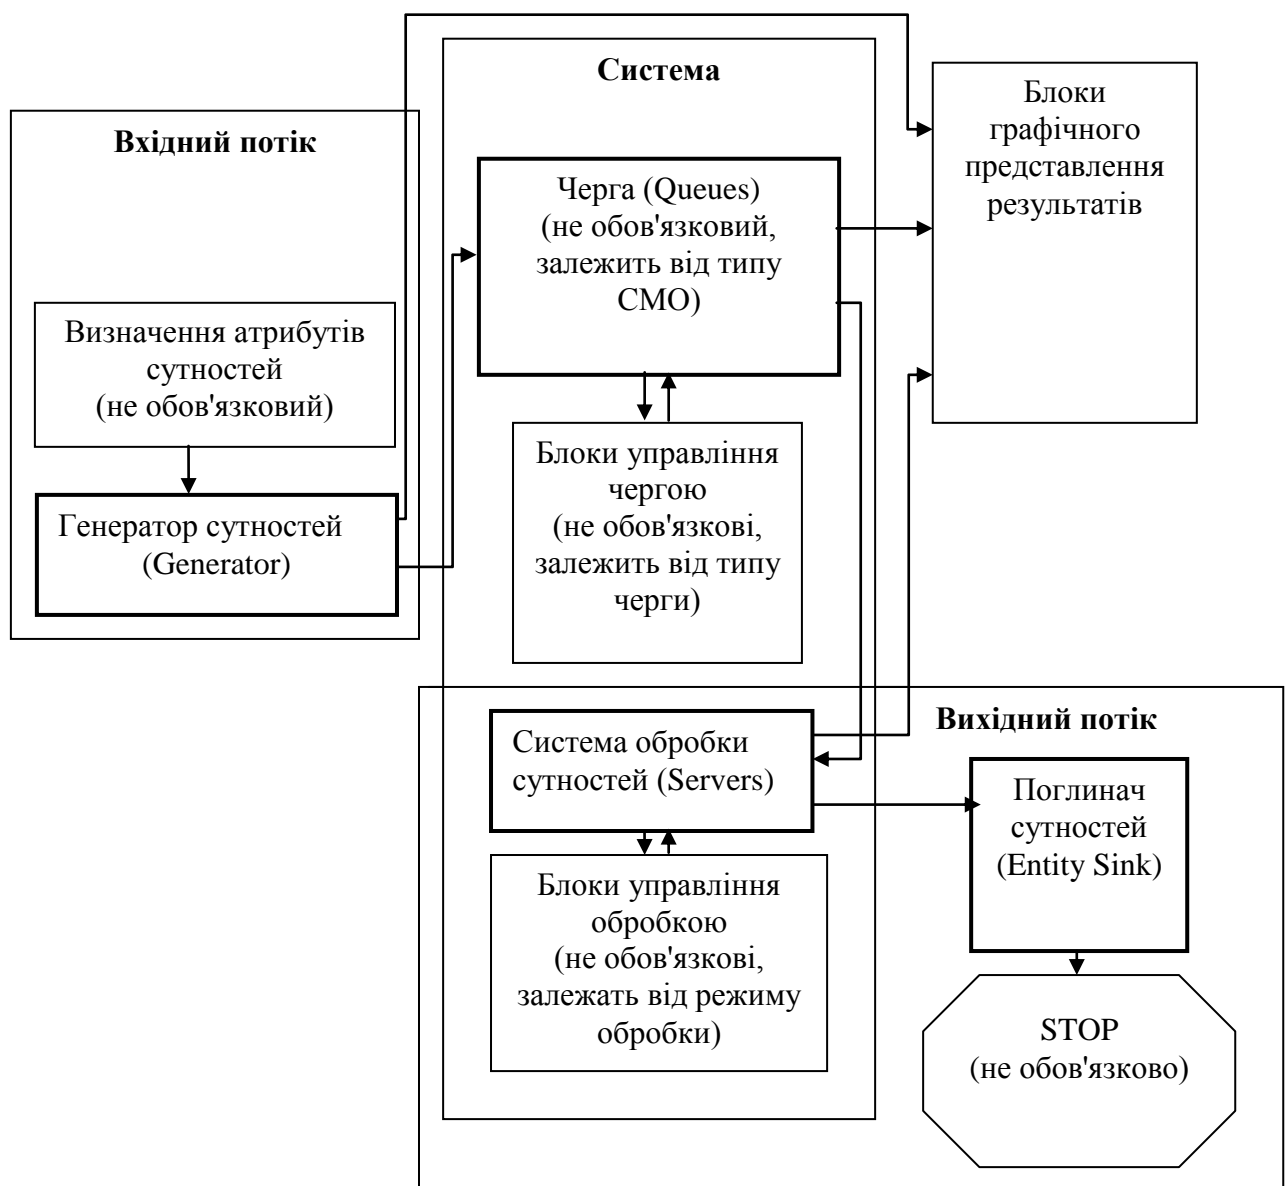 Вхідний потік
Визначення атрибутів
сутностей
(не обов'язковий)
Генератор сутностей
(Generator)
Система
Черга (Queues)
(не обов'язковий,
залежить від типу
СМО)
Блоки управління
чергою
(не обов'язкові,
залежить від типу
черги)
Система обробки
сутностей (Servers)
Блоки управління
обробкою
(не обов'язкові,
залежать від режиму
обробки)
Блоки
графічного
представлення
результатів
Вихідний потік
Поглинач
сутностей
(Entity Sink)
STOP
(не обов'язково)